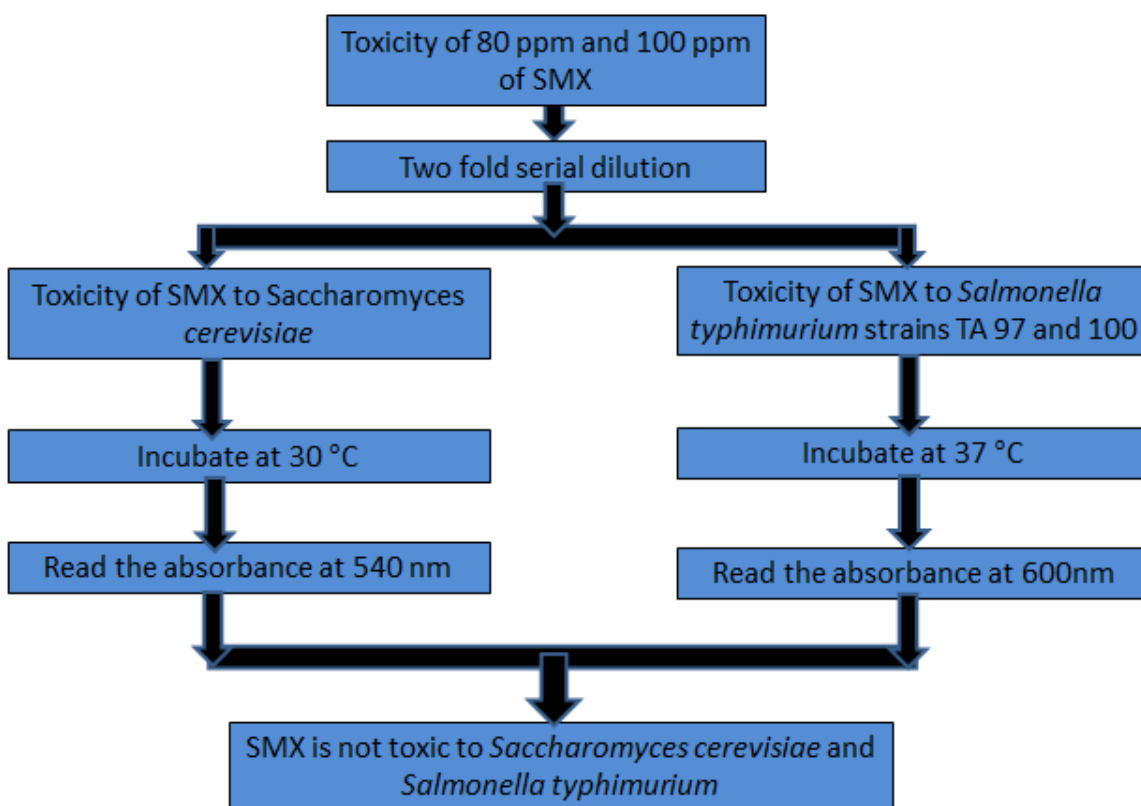 Toxicity of 80 ppm and 100 ppm
of SMX
Two fold serial dilution
Toxicity of SMX to Saccharomyces
cerevisiae
Toxicity of SMX to Salmonella
typhimurium strains TA 97 and 100
Incubate at 30 °C
Incubate at 37 °C
Read the absorbance at 540 nm
Read the absorbance at 600nm
SMX is not toxic to Saccharomyces cerevisiae and
Salmonella typhimurium